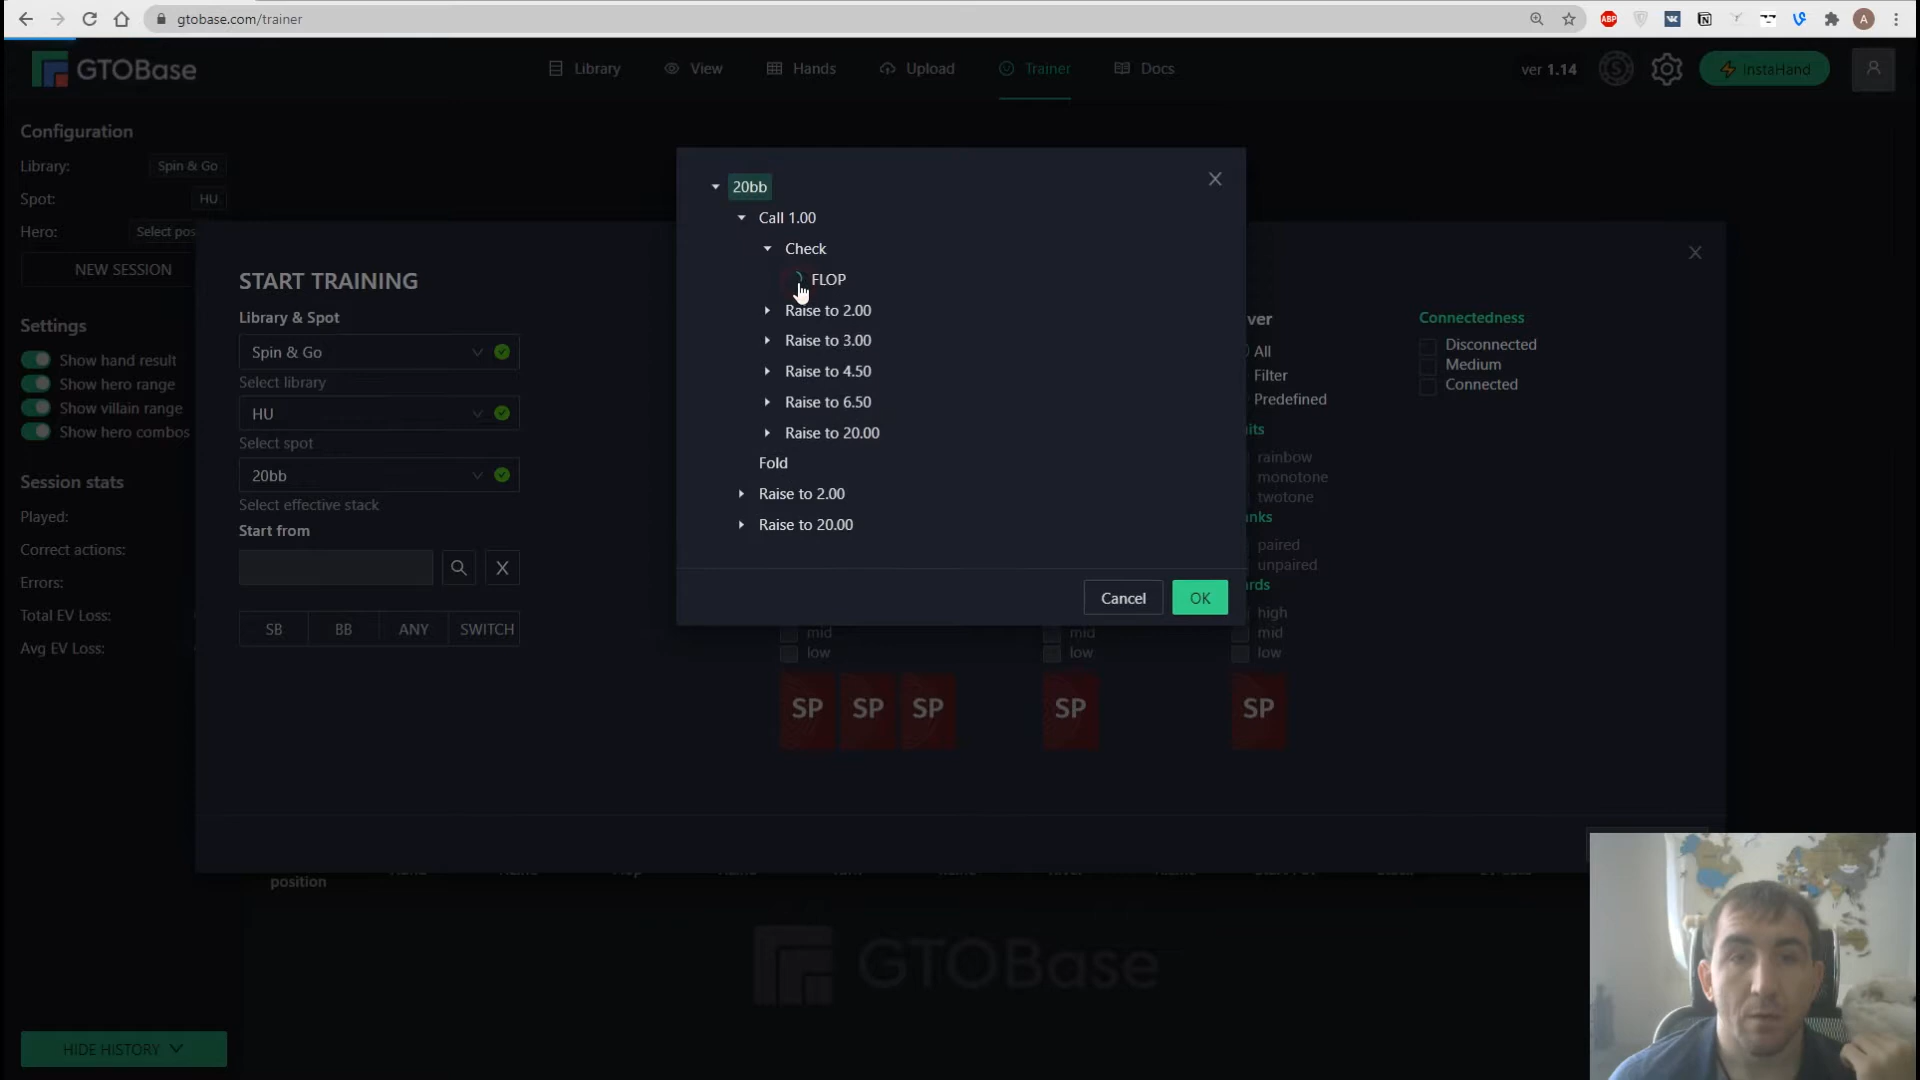 gtobase.com/trainer
ABP
A
GTOBase
Library
View
Hands
Upload
Trainer
Docs
ver 1.14
InstaHand
Configuration
Library:
Spin & Go
Spot:
HU
Hero:
Select pos
NEW SESSION
Settings
Show hand result
Show hero range
Show villain range
Show hero combos
Session stats
Played:
Correct actions:
Errors:
Total EV Loss:
Avg EV Loss:
HIDE HISTORY
START TRAINING
Library & Spot
Spin & Go
Select library
HU
Select spot
20bb
Select effective stack
Start from
X
SB
BB
ANY
SWITCH
20bb
Call 1.00
Check
FLOP
Raise to 2.00
Raise to 3.00
Raise to 4.50
Raise to 6.50
Raise to 20.00
Fold
Raise to 2.00
Raise to 20.00
Cancel
OK
mid
low
mid
low
ver
All
Filter
Predefined
its
rainbow
monotone
twotone
nks
paired
unpaired
rds
high
mid
low
Connectedness
Disconnected
Medium
Connected
SP
SP
SP
SP
SP
position
GTOBase